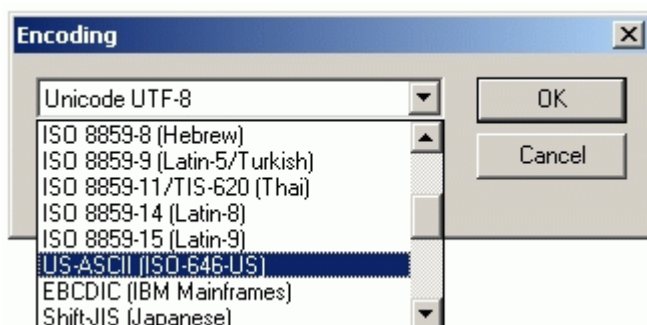 Encoding
Unicode UTF-8
OK
ISO 8859-8 (Hebrew)
Cancel
ISO 8859-9 (Latin-5/Turkish)
ISO 8859-11/TIS-620 (Thai)
ISO 8859-14 (Latin-8)
ISO 8859-15 (Latin-9)
US-ASCII (ISO-646-US)
EBCDIC (IBM Mainframes)
Shift-JIS (Japanese)